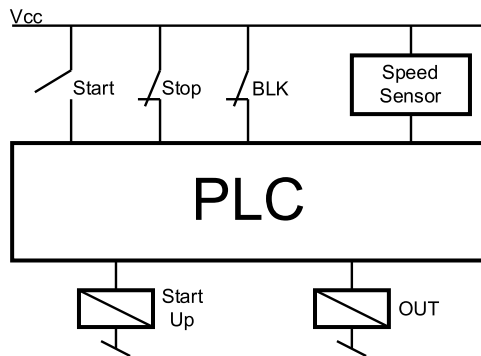 Vcc
Start
Stop
BLK
Speed
Sensor
PLC
Start
Up
OUT